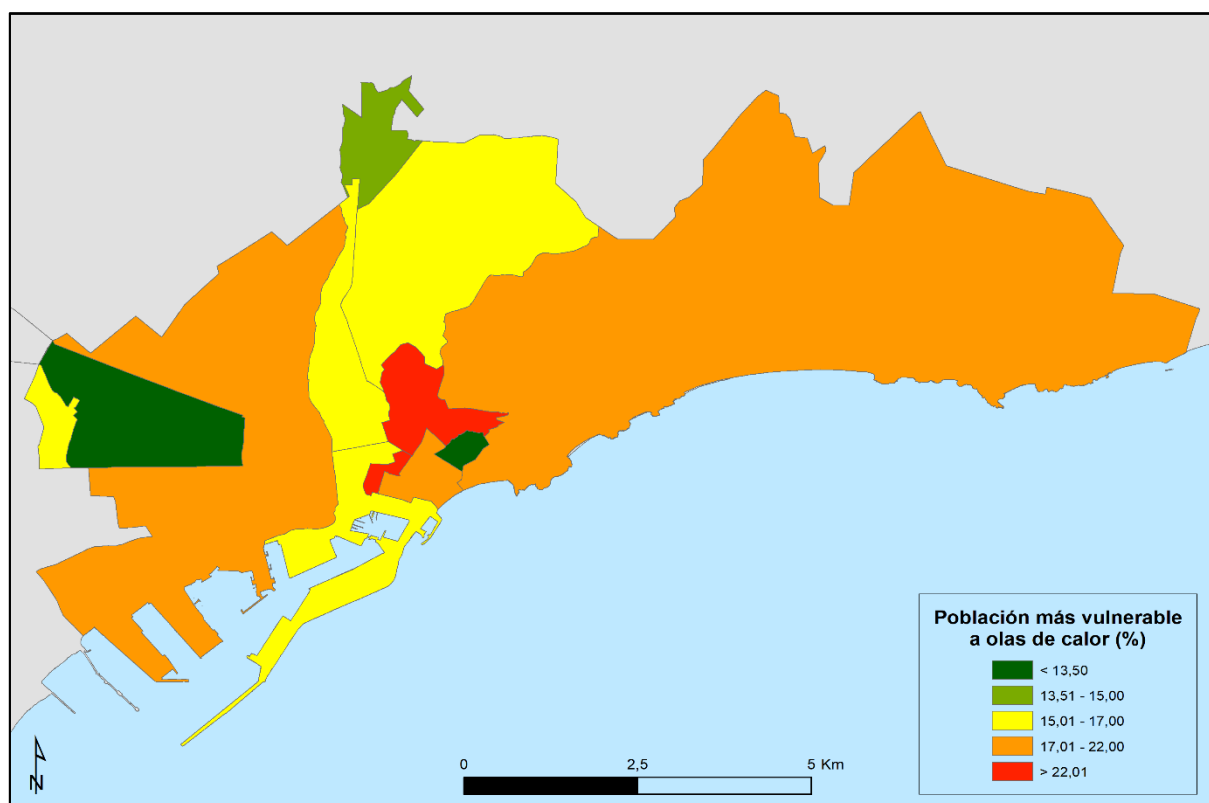 Población más vulnerable
a olas de calor (%)
< 13,50
13,51 - 15,00
15,01 - 17,00
17,01 - 22,00
> 22,01
0 2,5 5 Km
N